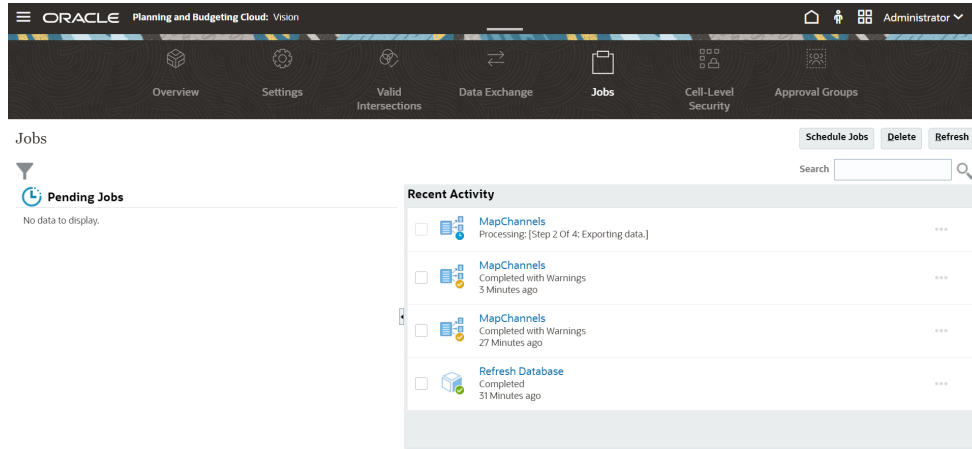 ORACLE Planning and Budgeting Cloud: Vision
Administrator
Overview
Settings
Valid
Intersections
Data Exchange
Jobs
Cell-Level
Security
Approval Groups
Jobs
Schedule Jobs
Delete
Refresh
Search
Pending Jobs
No data to display.
Recent Activity
MapChannels
Processing: [Step 2 Of 4: Exporting data.]
MapChannels
Completed with Warnings
3 Minutes ago
MapChannels
Completed with Warnings
27 Minutes ago
Refresh Database
Completed
31 Minutes ago